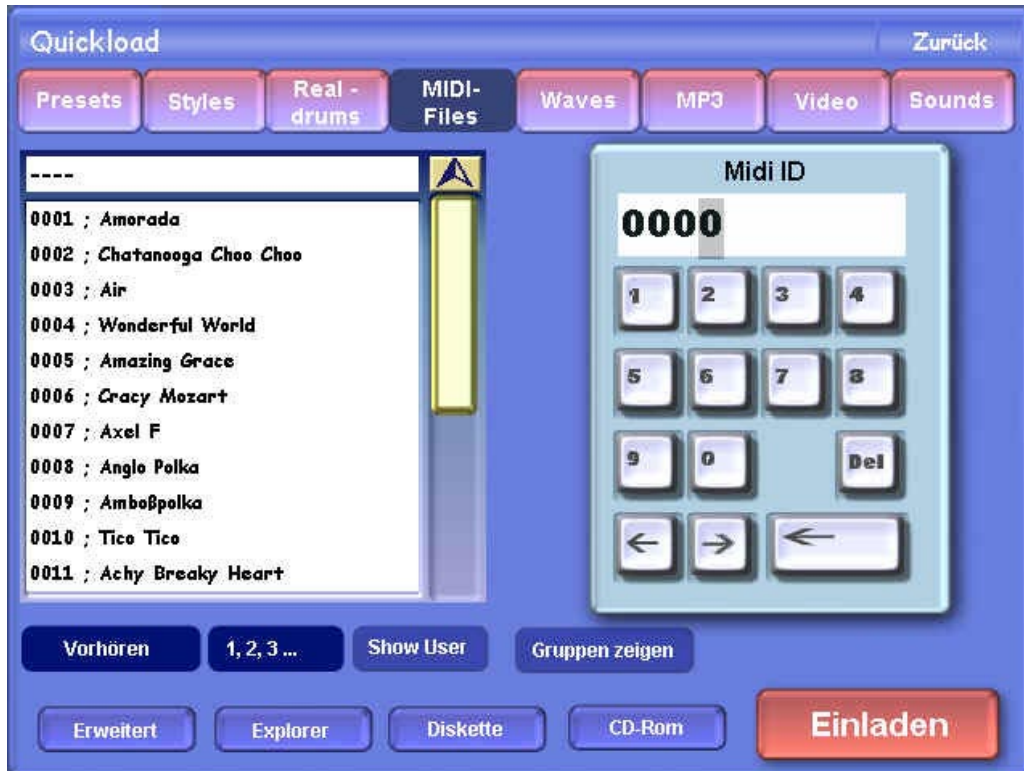 Quickload
Zurück
Presets
Styles
Real -
drums
MIDI-
Files
Waves
MP3
Video
Sounds
----
0001 ; Amorada
0002 ; Chatanooga Choo Choo
0003 ; Air
0004 ; Wonderful World
0005 ; Amazing Grace
0006 ; Cracy Mozart
0007 ; Axel F
0008 ; Anglo Polka
0009 ; Amboßpolka
0010 ; Tico Tico
0011 ; Achy Breaky Heart
Midi ID
0000
1 2 3 4
5 6 7 8
9 0 Del
Vorhören
1, 2, 3 ...
Show User
Gruppen zeigen
Erweitert
Explorer
Diskette
CD-Rom
Einladen